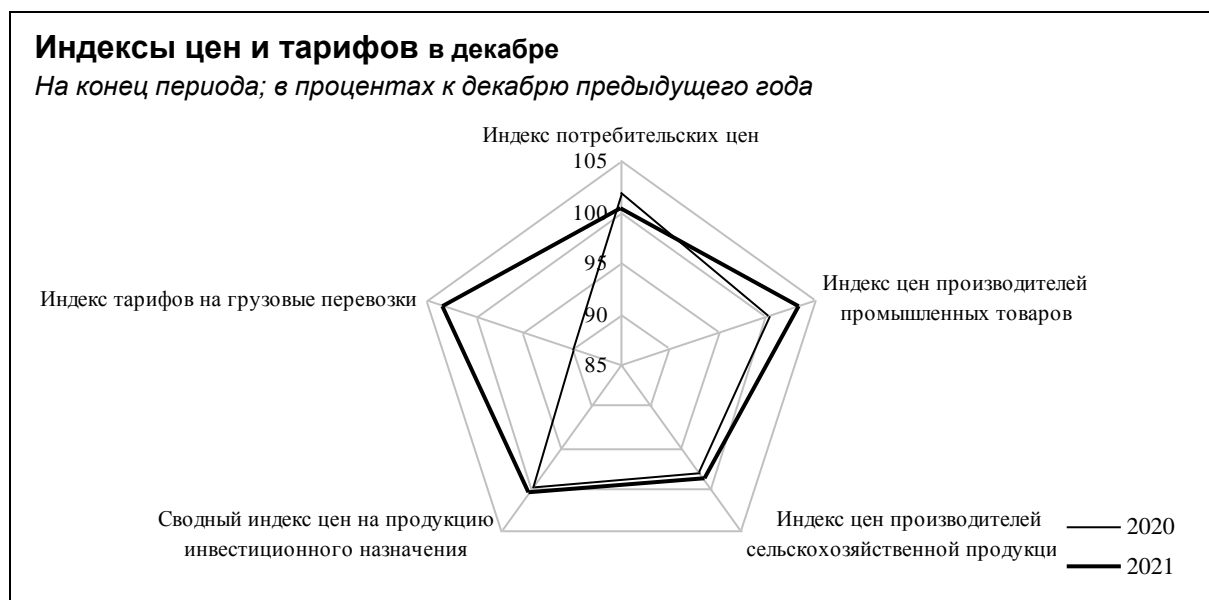 Индексы цен и тарифов в декабре
На конец периода; в процентах к декабрю предыдущего года
Индекс потребительских цен
105
100
95
90
85
Индекс цен производителей
промышленных товаров
Индекс тарифов на грузовые перевозки
Сводный индекс цен на продукцию
инвестиционного назначения
Индекс цен производителей
сельскохозяйственной продукци
2020
2021